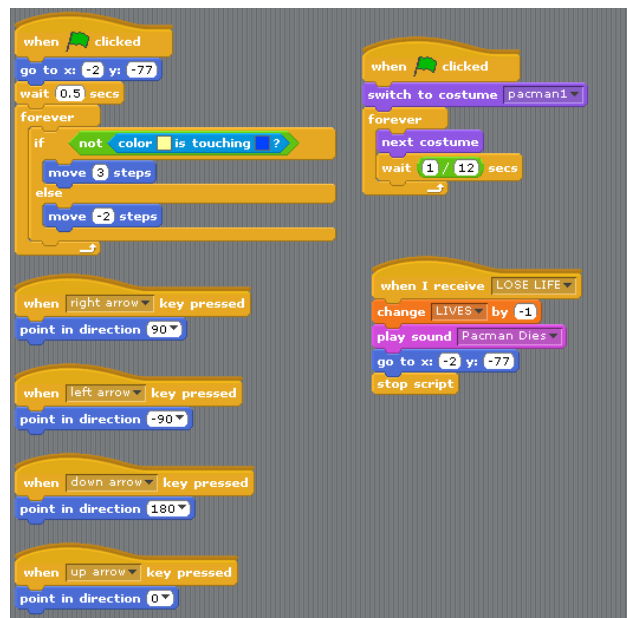 when clicked
go to x: -2 y: -77
wait 0.5 secs
forever
if not color is touching ?
move 3 steps
else
move -2 steps
when right arrow key pressed
point in direction 90
when left arrow key pressed
point in direction -90
when down arrow key pressed
point in direction 180
when up arrow key pressed
point in direction 0
when clicked
switch to costume pacman1
forever
next costume
wait 1 / 12 secs
when I receive LOSE LIFE
change LIVES by -1
play sound Pacman Dies
go to x: -2 y: -77
stop script